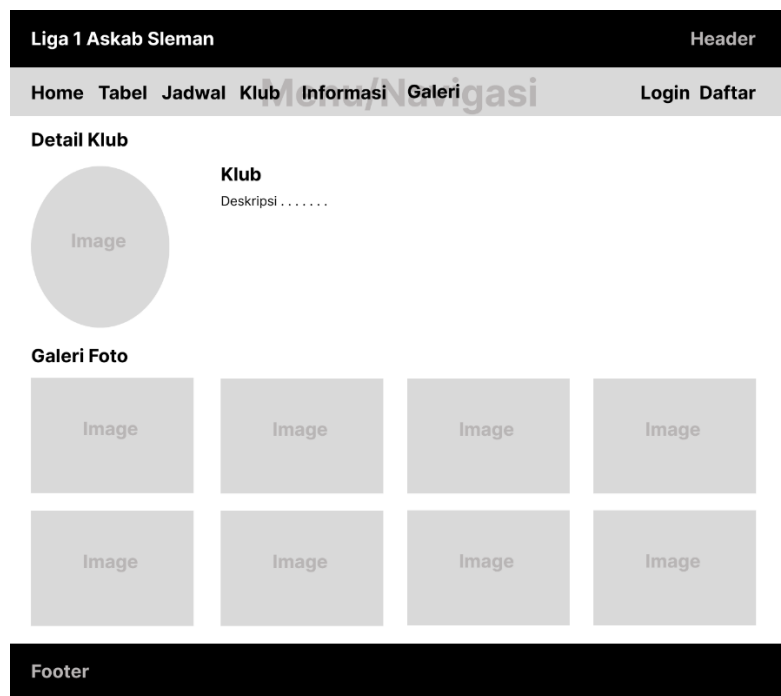 Liga 1 Askab Sleman Header
Menu/Navigasi
Home Tabel Jadwal Klub Informasi Galeri Login Daftar
Detail Klub
Image
Klub
Deskripsi . . . . . . .
Galeri Foto
Image Image Image Image
Image Image Image Image
Footer